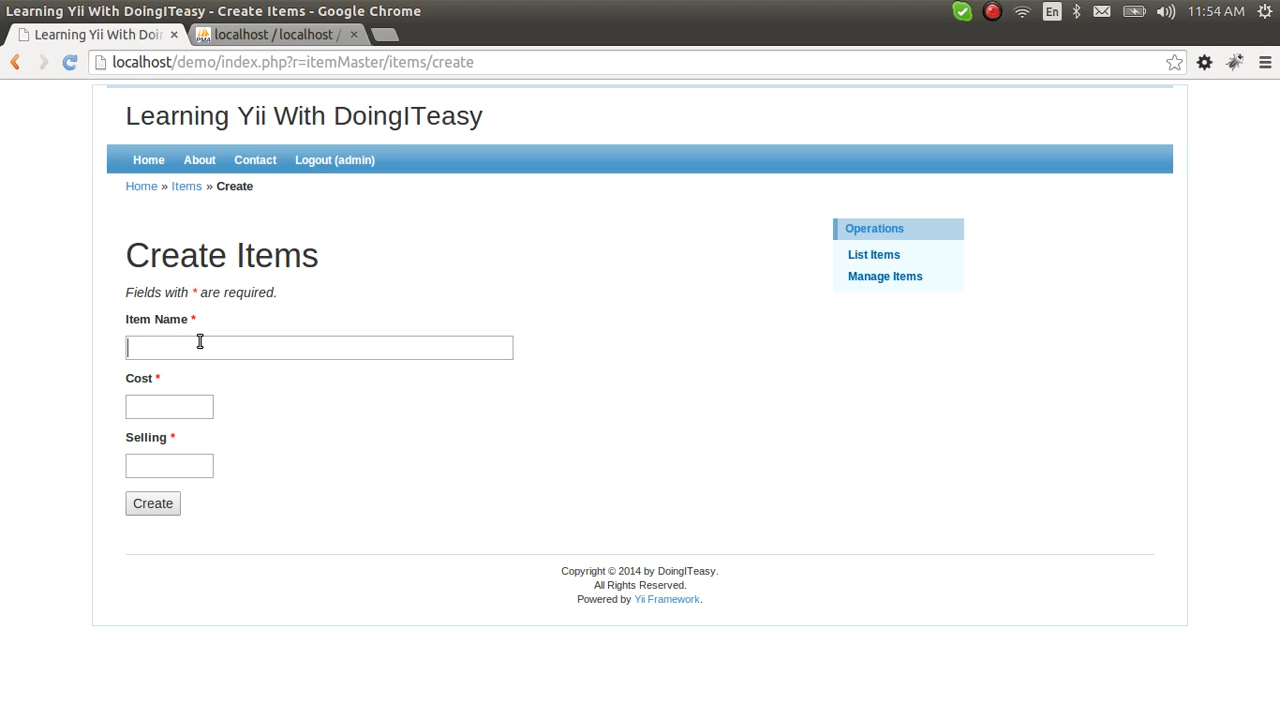 Learning Yii With DoingITeasy - Create Items - Google Chrome
En
11:54 AM
Learning Yii With Doin
localhost / localhost /
localhost/demo/index.php?r=itemMaster/items/create
Learning Yii With DoingITeasy
Home About Contact Logout (admin)
Home » Items » Create
Operations
List Items
Manage Items
Create Items
Fields with * are required.
Item Name *
Cost *
Selling *
Create
Copyright © 2014 by DoingITeasy.
All Rights Reserved.
Powered by Yii Framework.